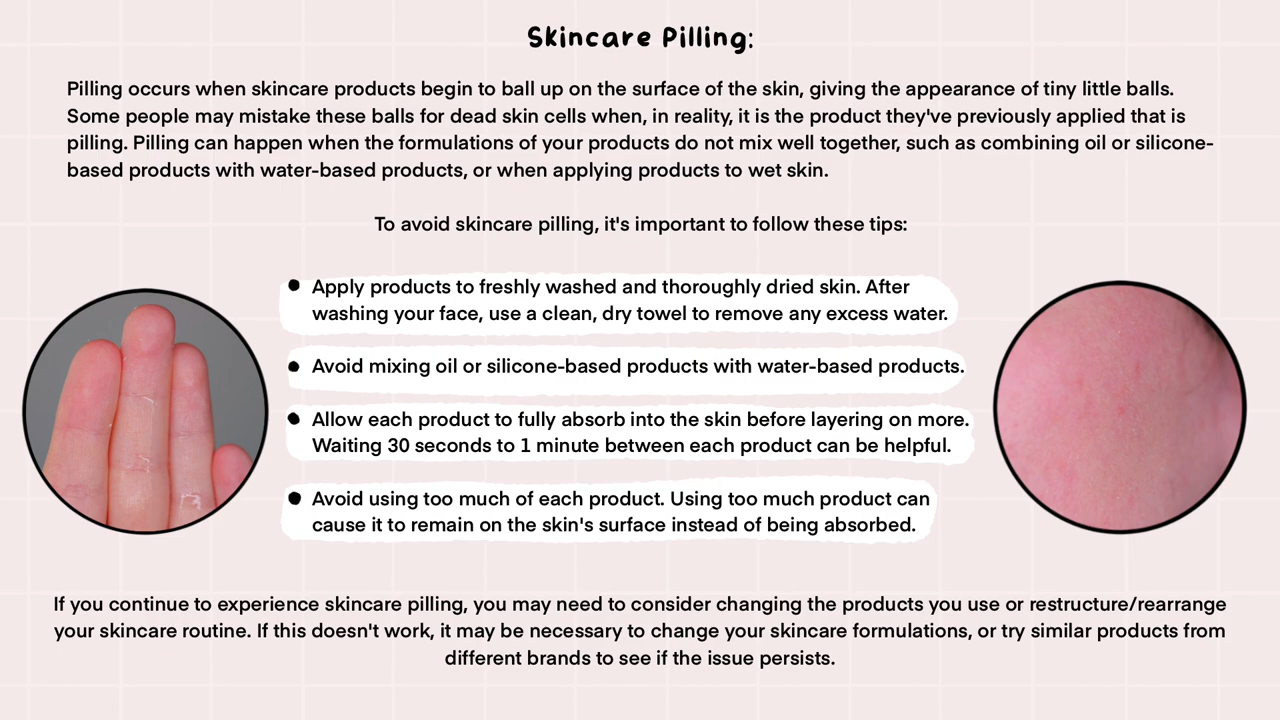 Skincare Pilling:
Pilling occurs when skincare products begin to ball up on the surface of the skin, giving the appearance of tiny little balls.
Some people may mistake these balls for dead skin cells when, in reality, it is the product they've previously applied that is
pilling. Pilling can happen when the formulations of your products do not mix well together, such as combining oil or silicone-
based products with water-based products, or when applying products to wet skin.
To avoid skincare pilling, it's important to follow these tips:
• Apply products to freshly washed and thoroughly dried skin. After
washing your face, use a clean, dry towel to remove any excess water.
• Avoid mixing oil or silicone-based products with water-based products.
• Allow each product to fully absorb into the skin before layering on more.
Waiting 30 seconds to 1 minute between each product can be helpful.
• Avoid using too much of each product. Using too much product can
cause it to remain on the skin's surface instead of being absorbed.
If you continue to experience skincare pilling, you may need to consider changing the products you use or restructure/rearrange
your skincare routine. If this doesn't work, it may be necessary to change your skincare formulations, or try similar products from
different brands to see if the issue persists.